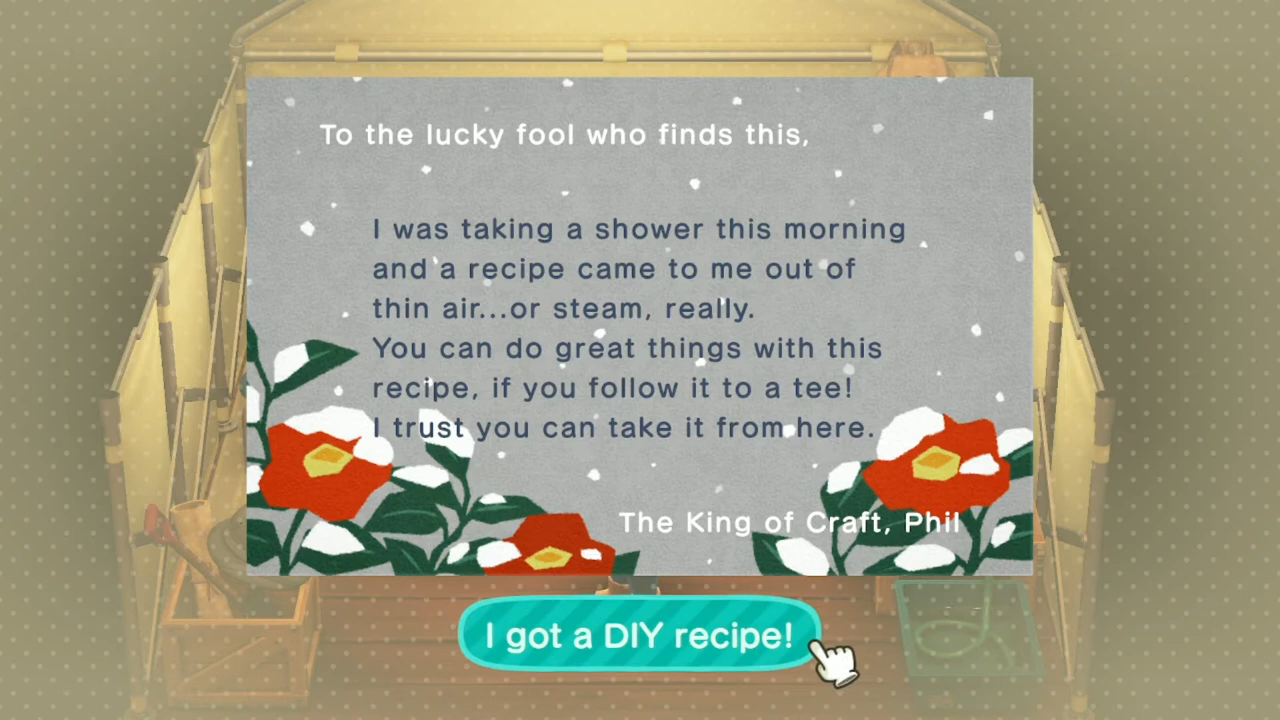 To the lucky fool who finds this,
I was taking a shower this morning
and a recipe came to me out of
thin air...or steam, really.
You can do great things with this
recipe, if you follow it to a tee!
I trust you can take it from here.
The King of Craft, Phil
I got a DIY recipe!